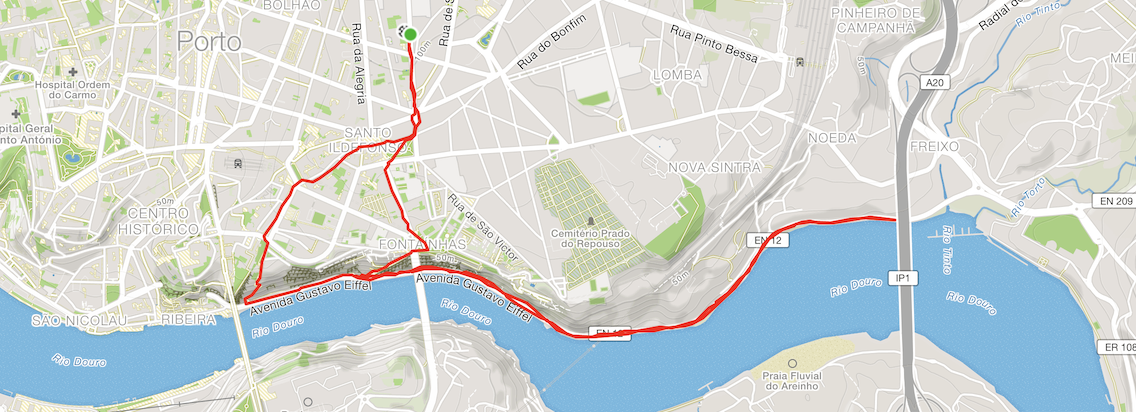 BOLHÃO
Porto
Rua da Alegria
Rua de S
50m
Rua do Bonfim
Rua Pinto Bessa
PINHEIRO DE
CAMPANHÃ
Radial do
Rio Tinto
50m
LOMBA
A20
MEI
Hospital Ordem
do Carmo
pital Geral
nto António
SANTO
ILDEFONSO
NOEDA
FREIXO
NOVA SINTRA
50m
CENTRO
HISTÓRICO
Rua de São Victor
Cemitério Prado
do Repouso
Rio Torto
EN 209
FONTAINHAS
50m
EN 12
50m
Rio Tinto
IP1
Avenida Gustavo Eiffel
Avenida Gustavo Eiffel
SÃO NICOLAU
RIBEIRA
Rio Douro
Rio Douro
Rio Douro
Rio Douro
Rio Douro
EN 12
ER 108
Praia Fluvial
do Areinho